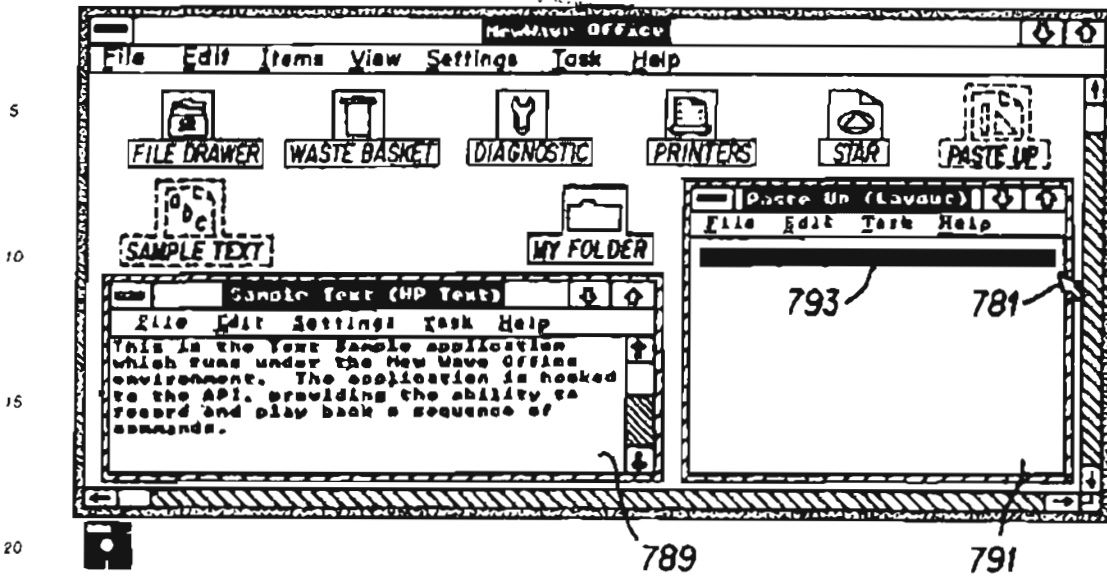 NewWave Office
File Edit Items View Settings Task Help
5
FILE DRAWER WASTE BASKET DIAGNOSTIC PRINTERS STAR PASTE UP
Paste Up (Layout)
File Edit Task Help
SAMPLE TEXT MY FOLDER
10
793 781
Sample Text (HP Text)
File Edit Settings Task Help
This is the Text Sample application
which runs under the New Wave Office
environment. The application is hooked
to the API, providing the ability to
15
record and play back a sequence of
commands.
20
789 791